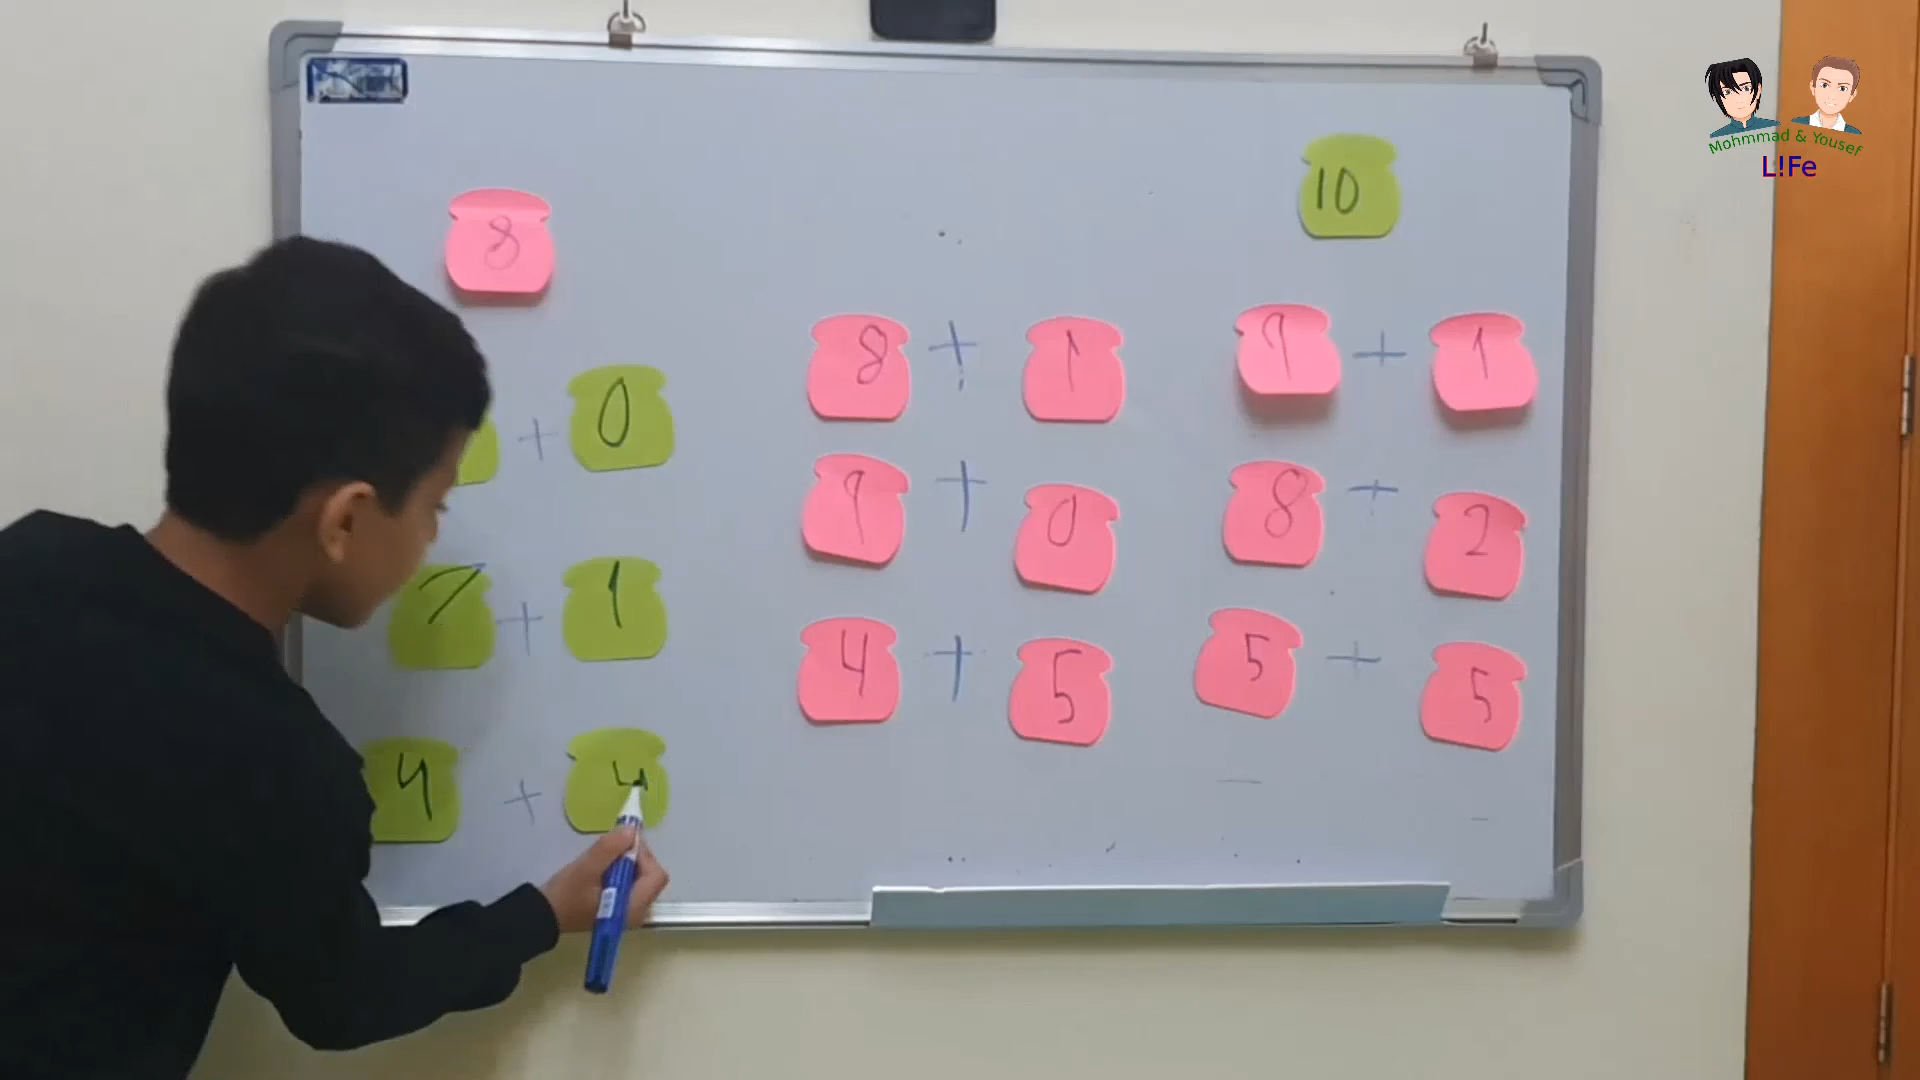 Mohmmad & Yousef
L!Fe
8
10
+ 0
8 + 1
9 + 1
7 + 1
9 + 0
8 + 2
4 + 4
4 + 5
5 + 5